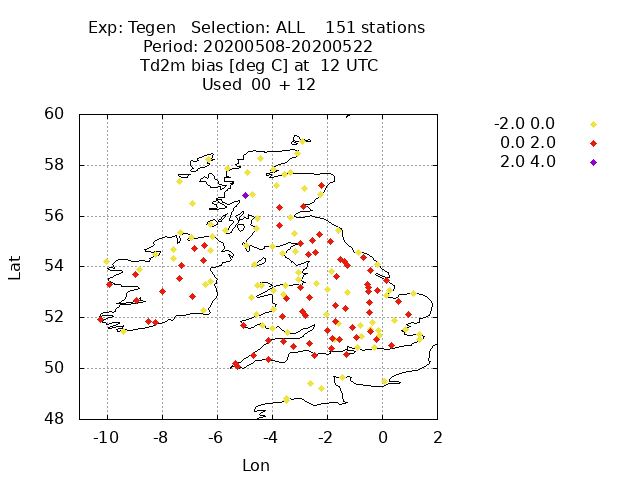 Exp: Tegen   Selection: ALL    151 stations
Period: 20200508-20200522
Td2m bias [deg C] at  12 UTC
Used  00 + 12
-2.0 0.0
0.0 2.0
2.0 4.0
60
58
56
54
52
50
48
Lat
-10 -8 -6 -4 -2 0 2
Lon